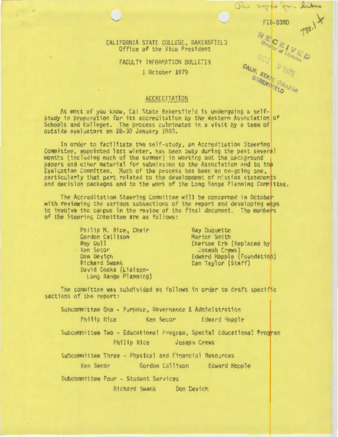 One copy for library
FIB-0180
780.1+
CALIFORNIA STATE COLLEGE, BAKERSFIELD
Office of the Vice President
FACULTY INFORMATION BULLETIN
1 October 1979
RECEIVED
OCT
1979
CALIF. STATE COLLEGE
BAKERSFIELD
ACCREDITATION
As most of you know, Cal State Bakersfield is undergoing a self-
study in preparation for its accreditation by the Western Association of
Schools and Colleges. The process culminates in a visit by a team of
outside evaluators on 28-30 January 1980.
In order to facilitate the self-study, an Accreditation Steering
Committee, appointed last winter, has been busy during the past several
months (including much of the summer) in working out the background
papers and other material for submission to the Association and to the
Evaluation Committee. Much of the process has been an on-going one,
particularly that part related to the development of mission statements
and decision packages and to the work of the Long Range Planning Committee.
The Accreditation Steering Committee will be concerned in October
with reviewing the various subsections of the report and developing ways
to involve the campus in the review of the final document. The members
of the Steering Committee are as follows:
Philip M. Rice, Chair
Gordon Callison
Roy Dull
Ken Secor
Don Devich
Richard Swank
David Cooke (Liaison-
Long Range Planning)
Ray Duquette
Marion Smith
Emerson Erb (Replaced by
Joseph Crews)
Edward Hopple (Foundation)
Dan Taylor (Staff)
The committee was subdivided as follows in order to draft specific
sections of the report:
Subcommittee One - Purpose, Governance & Administration
Philip Rice Ken Secor Edward Hopple
Subcommittee Two - Educational Program, Special Educational Program
Philip Rice Joseph Crews
Subcommittee Three - Physical and Financial Resources
Ken Secor Gordon Callison Edward Hopple
Subcommittee Four - Student Services
Richard Swank Don Devich